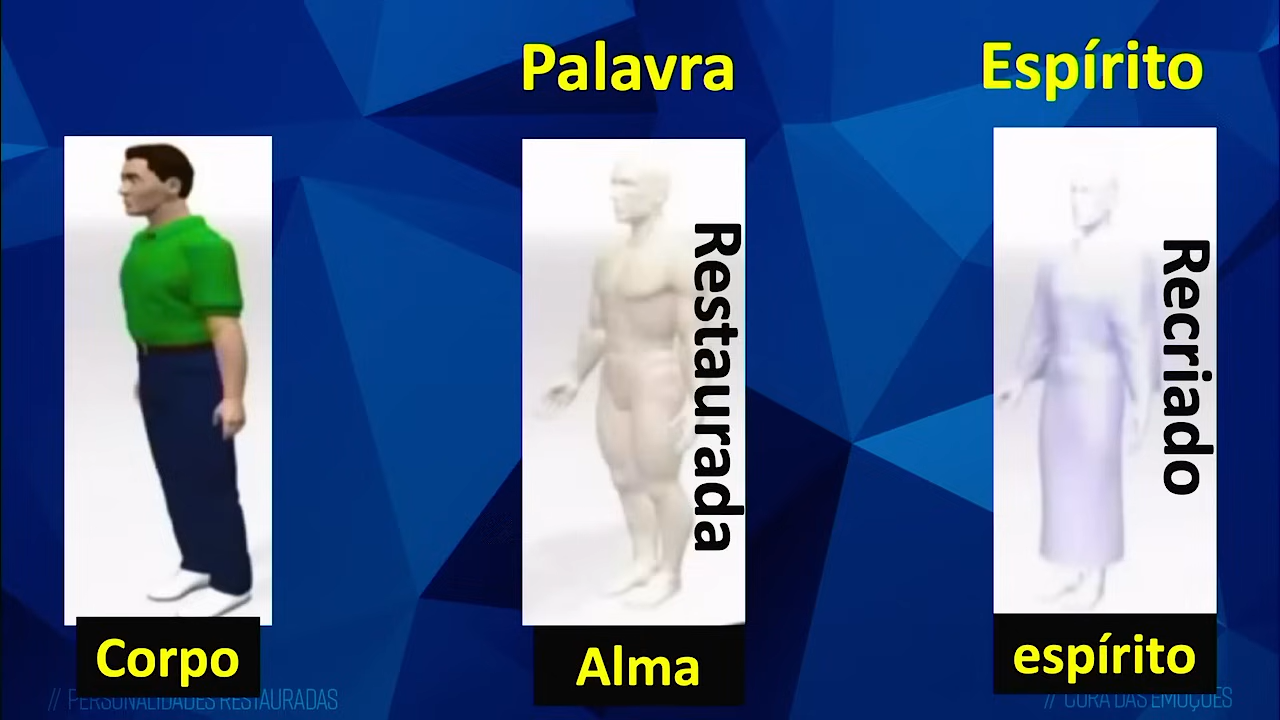 Palavra
Espírito
Restaurada
Recriado
Corpo
Alma
espírito
// PERSONALIDADES RESTAURADAS
// CURA DAS EMOÇÕES